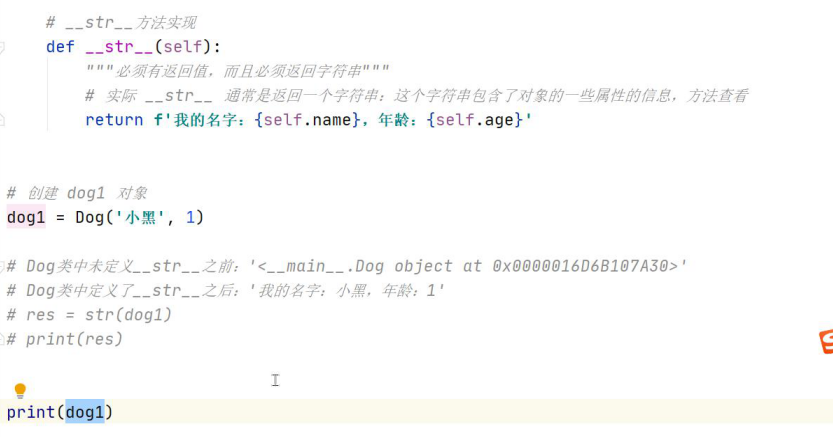 # __str__方法实现
def __str__(self):
"""必须有返回值，而且必须返回字符串"""
# 实际 __str__ 通常是返回一个字符串：这个字符串包含了对象的一些属性的信息，方法查看
return f'我的名字：{self.name}，年龄：{self.age}'
# 创建 dog1 对象
dog1 = Dog('小黑', 1)
# Dog类中未定义__str__之前：'<__main__.Dog object at 0x0000016D6B107A30>'
# Dog类中定义了__str__之后：'我的名字：小黑，年龄：1'
# res = str(dog1)
# print(res)
print(dog1)